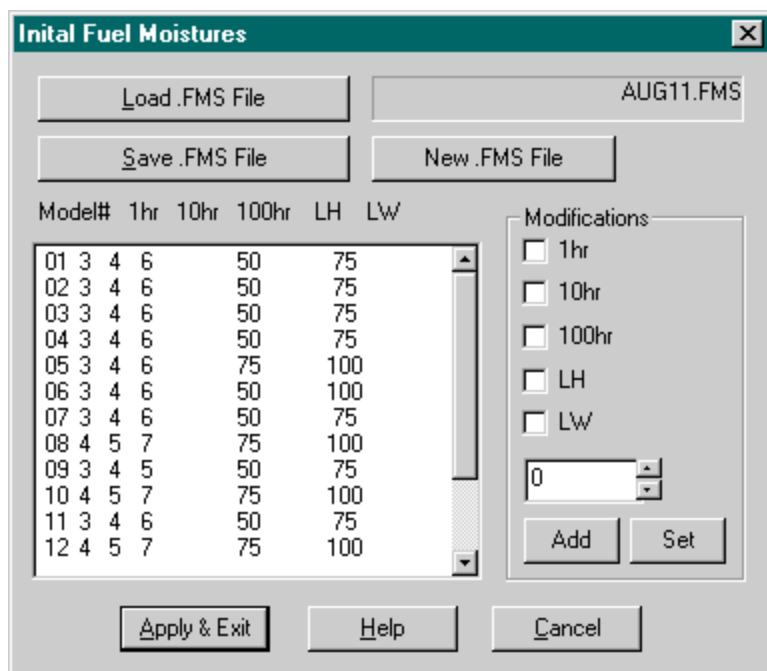 Inital Fuel Moistures
Load .FMS File
AUG11.FMS
Save .FMS File
New .FMS File
Model# 1hr 10hr 100hr LH LW
01 3 4 6 50 75
02 3 4 6 50 75
03 3 4 6 50 75
04 3 4 6 50 75
05 3 4 6 75 100
06 3 4 6 50 100
07 3 4 6 50 75
08 4 5 7 75 100
09 3 4 5 50 75
10 4 5 7 75 100
11 3 4 6 50 75
12 4 5 7 75 100
Modifications
1hr
10hr
100hr
LH
LW
0
Add Set
Apply & Exit Help Cancel